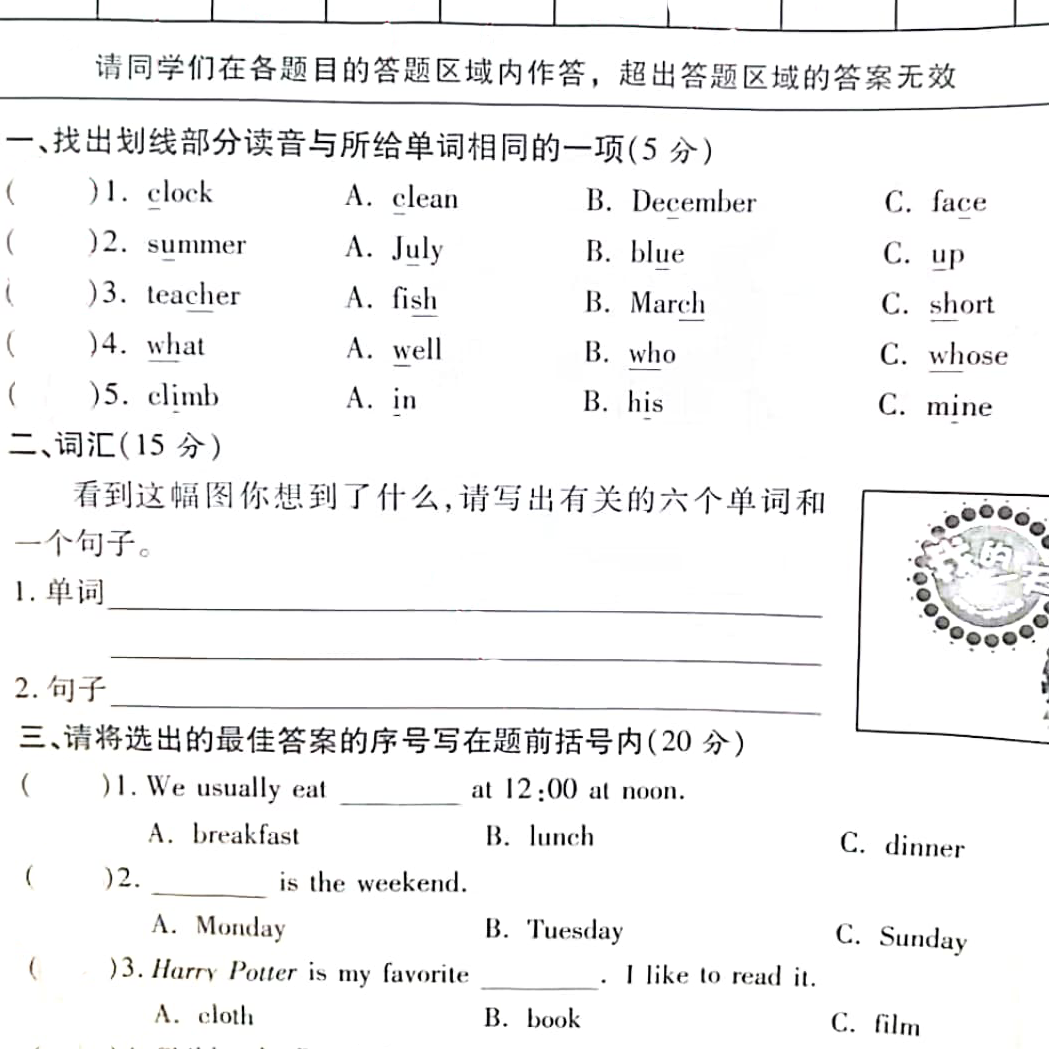 请同学们在各题目的答题区域内作答，超出答题区域的答案无效
一、找出划线部分读音与所给单词相同的一项(5 分)
( )1. clock A. clean B. December C. face
( )2. summer A. July B. blue C. up
( )3. teacher A. fish B. March C. short
( )4. what A. well B. who C. whose
( )5. climb A. in B. his C. mine
二、词汇(15 分)
看到这幅图你想到了什么,请写出有关的六个单词和
一个句子。
1. 单词
2. 句子
我的一
三、请将选出的最佳答案的序号写在题前括号内(20 分)
( )1. We usually eat ________ at 12:00 at noon.
A. breakfast B. lunch C. dinner
( )2. ________ is the weekend.
A. Monday B. Tuesday C. Sunday
( )3. Harry Potter is my favorite ________. I like to read it.
A. cloth B. book C. film